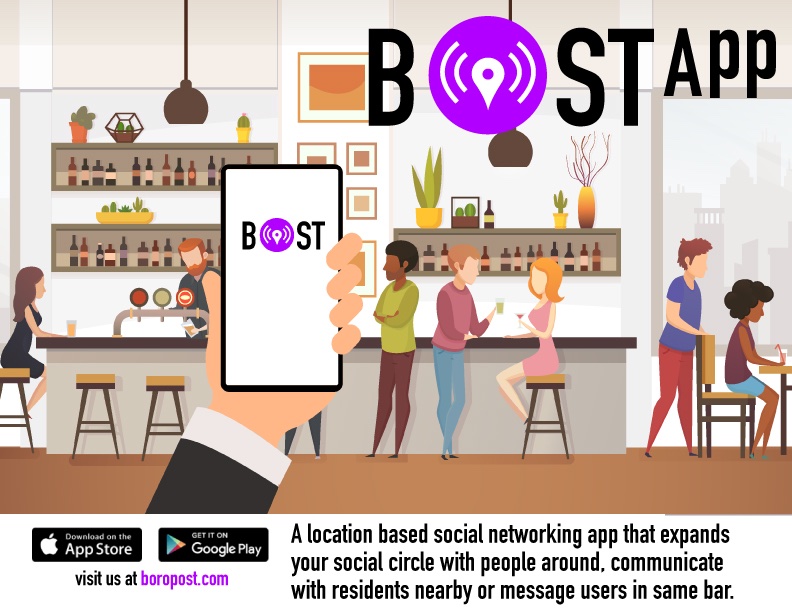 BOST App
BOST
Download on the
App Store
GET IT ON
Google Play
visit us at boropost.com
A location based social networking app that expands
your social circle with people around, communicate
with residents nearby or message users in same bar.